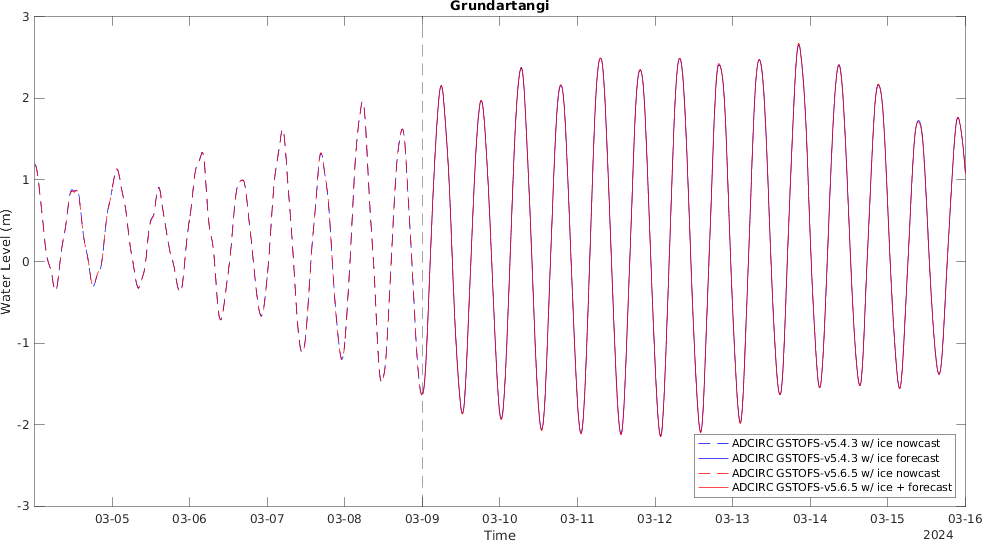 Grundartangi
3
2
1
0
-1
-2
-3
Water Level (m)
ADCIRC GSTOFS-v5.4.3 w/ ice nowcast
ADCIRC GSTOFS-v5.4.3 w/ ice forecast
ADCIRC GSTOFS-v5.6.5 w/ ice nowcast
ADCIRC GSTOFS-v5.6.5 w/ ice + forecast
03-05 03-06 03-07 03-08 03-09 03-10 03-11 03-12 03-13 03-14 03-15 03-16
Time
2024